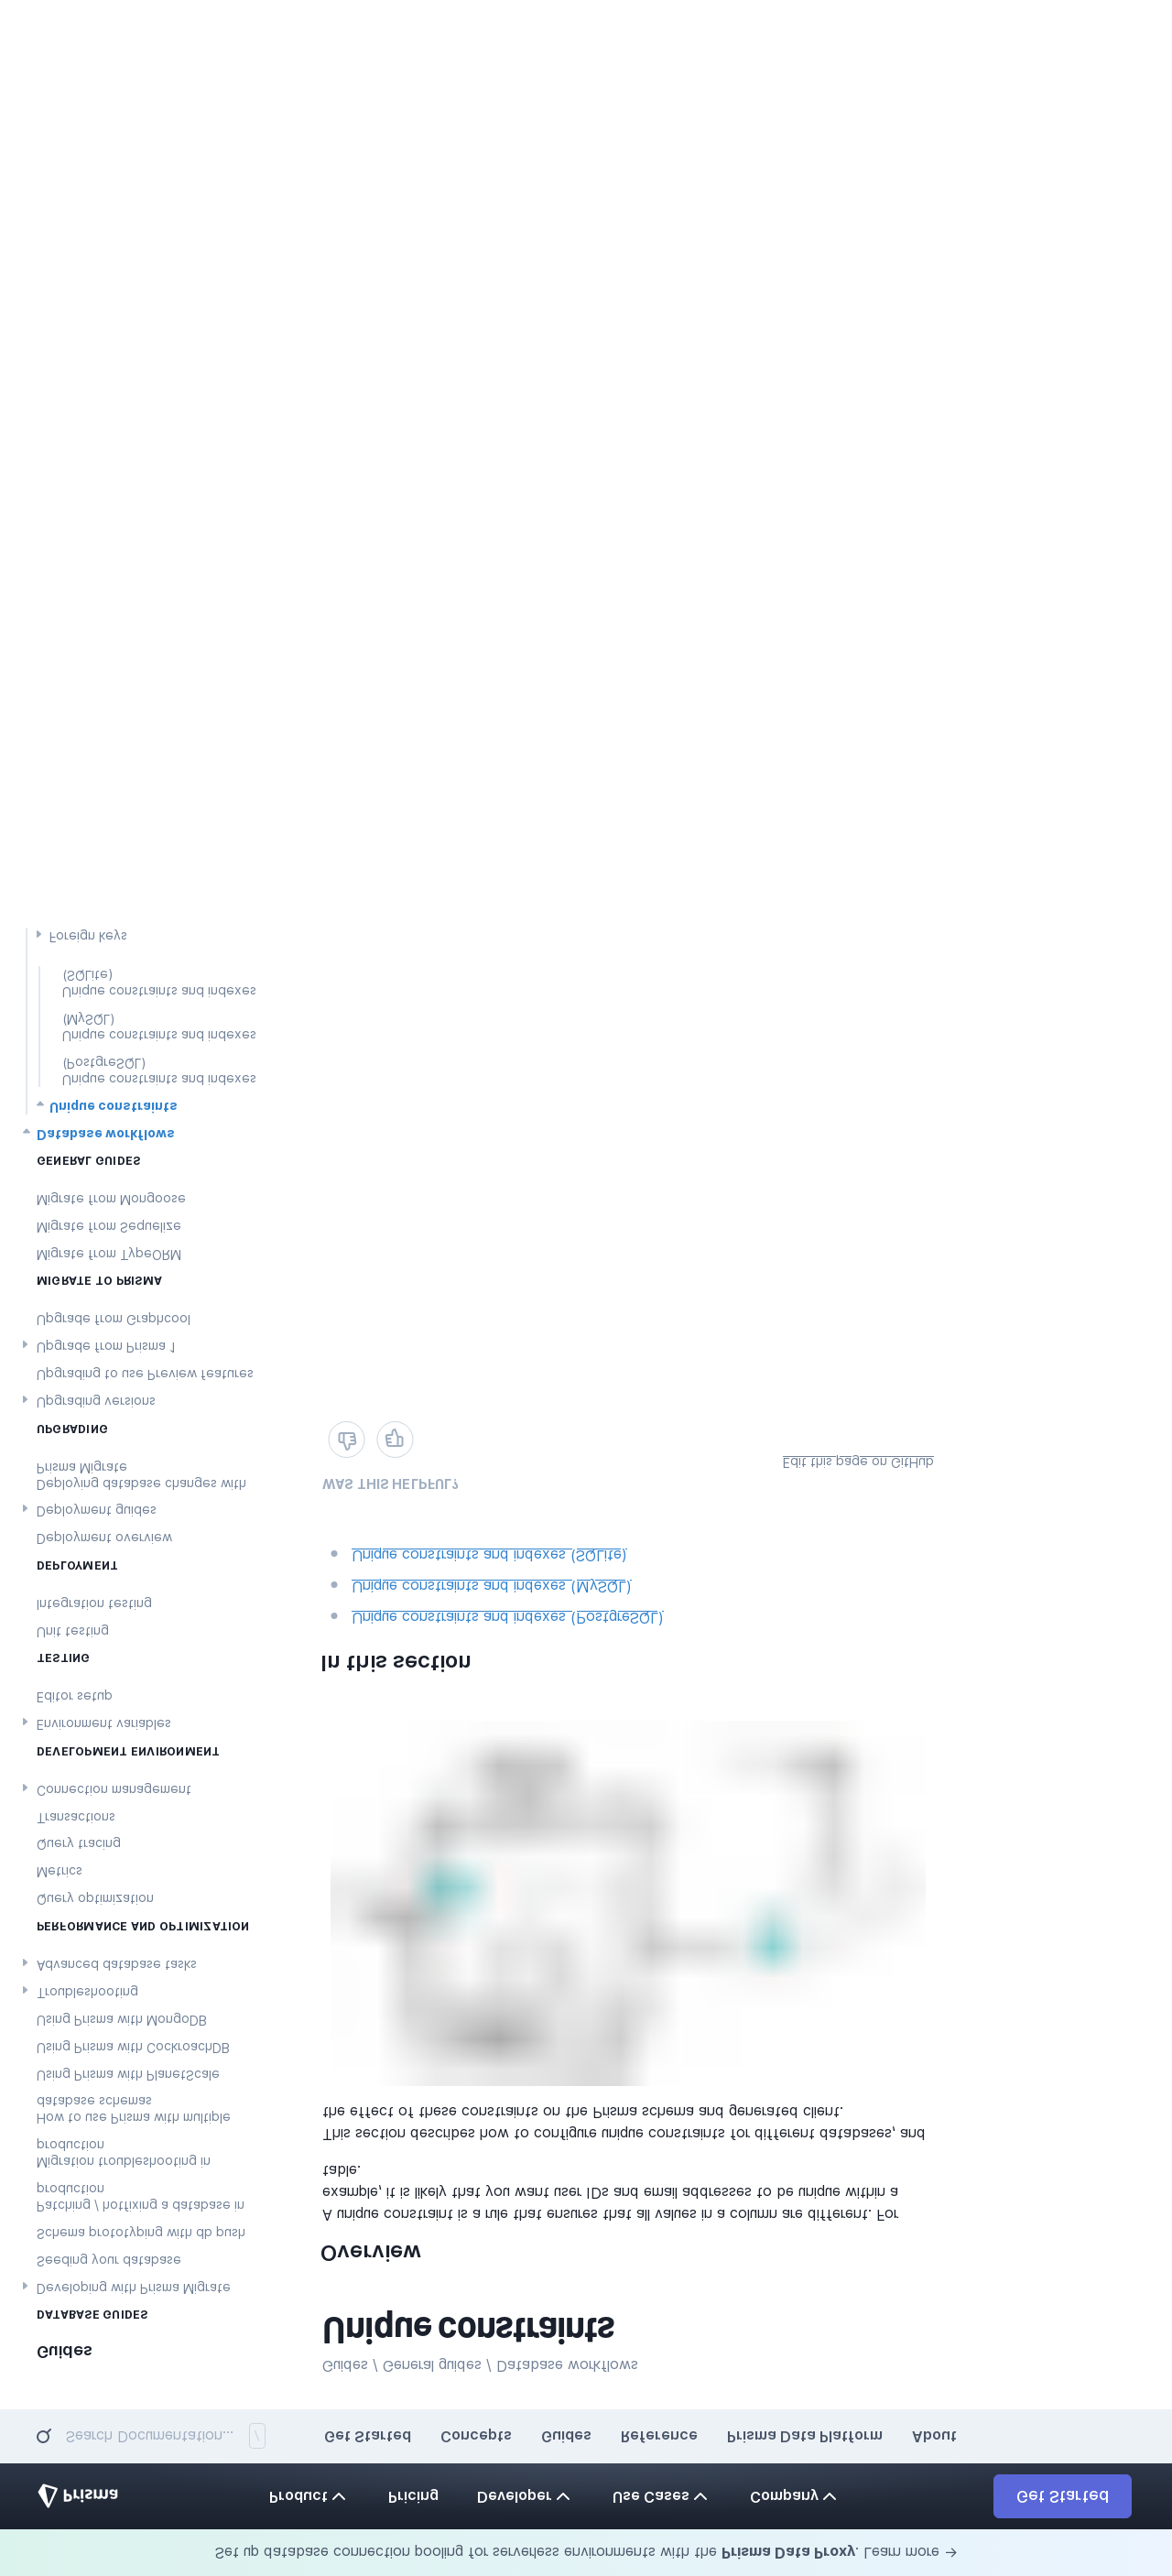 Set up database connection pooling for serverless environments with the Prisma Data Proxy. Learn more →
Prisma
Product
Pricing
Developer
Use Cases
Company
Get Started
Search Documentation... /
Get Started
Concepts
Guides
Reference
Prisma Data Platform
About
Guides
DATABASE GUIDES
Developing with Prisma Migrate
Seeding your database
Schema prototyping with db push
Patching / hotfixing a database in
production
Migration troubleshooting in
production
How to use Prisma with multiple
database schemas
Using Prisma with PlanetScale
Using Prisma with CockroachDB
Using Prisma with MongoDB
Troubleshooting
Advanced database tasks
PERFORMANCE AND OPTIMIZATION
Query optimization
Metrics
Query tracing
Transactions
Connection management
DEVELOPMENT ENVIRONMENT
Environment variables
Editor setup
TESTING
Unit testing
Integration testing
DEPLOYMENT
Deployment overview
Deployment guides
Deploying database changes with
Prisma Migrate
UPGRADING
Upgrading versions
Upgrading to use Preview features
Upgrade from Prisma 1
Upgrade from Graphcool
MIGRATE TO PRISMA
Migrate from TypeORM
Migrate from Sequelize
Migrate from Mongoose
GENERAL GUIDES
Database workflows
Unique constraints
Unique constraints and indexes
(PostgreSQL)
Unique constraints and indexes
(MySQL)
Unique constraints and indexes
(SQLite)
Foreign keys
Guides / General guides / Database workflows
Unique constraints
Overview
A unique constraint is a rule that ensures that all values in a column are different. For
example, it is likely that you want user IDs and email addresses to be unique within a
table.
This section describes how to configure unique constraints for different databases, and
the effect of these constraints on the Prisma schema and generated client.
In this section
Unique constraints and indexes (PostgreSQL)
Unique constraints and indexes (MySQL)
Unique constraints and indexes (SQLite)
WAS THIS HELPFUL?
Edit this page on GitHub